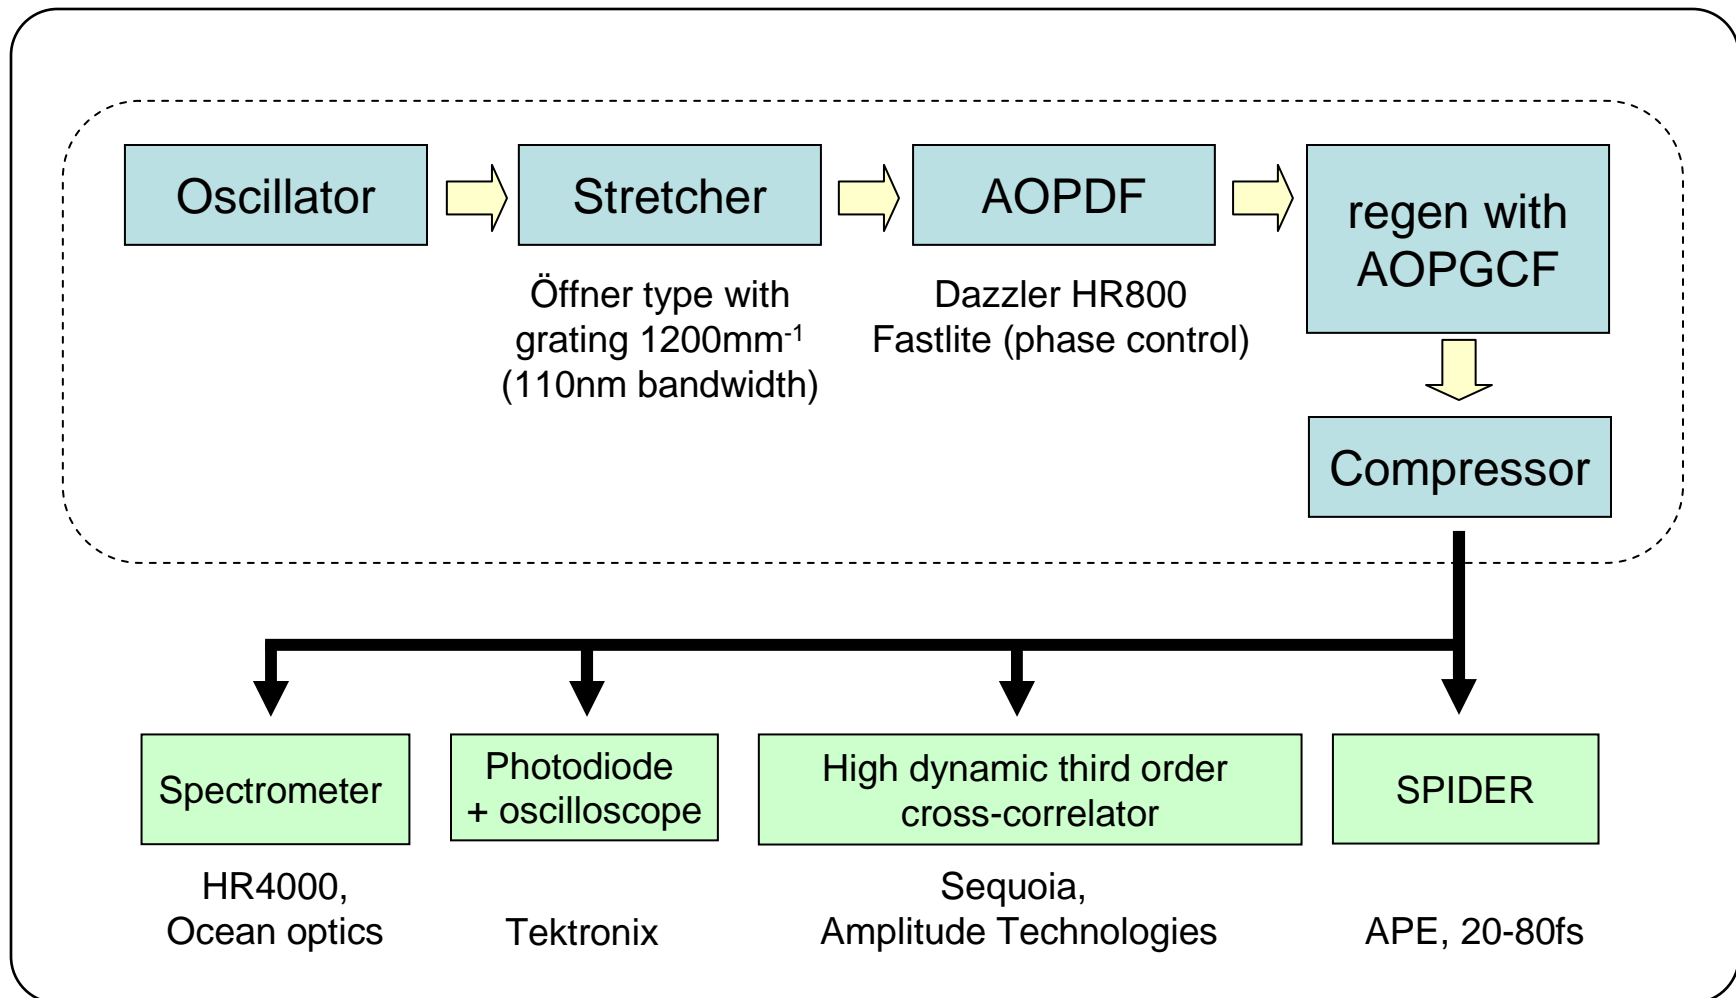 Oscillator
Stretcher
AOPDF
regen with
AOPGCF
Öffner type with
grating 1200mm⁻¹
(110nm bandwidth)
Dazzler HR800
Fastlite (phase control)
Compressor
Spectrometer
Photodiode
+ oscilloscope
High dynamic third order
cross-correlator
SPIDER
HR4000,
Ocean optics
Tektronix
Sequoia,
Amplitude Technologies
APE, 20-80fs